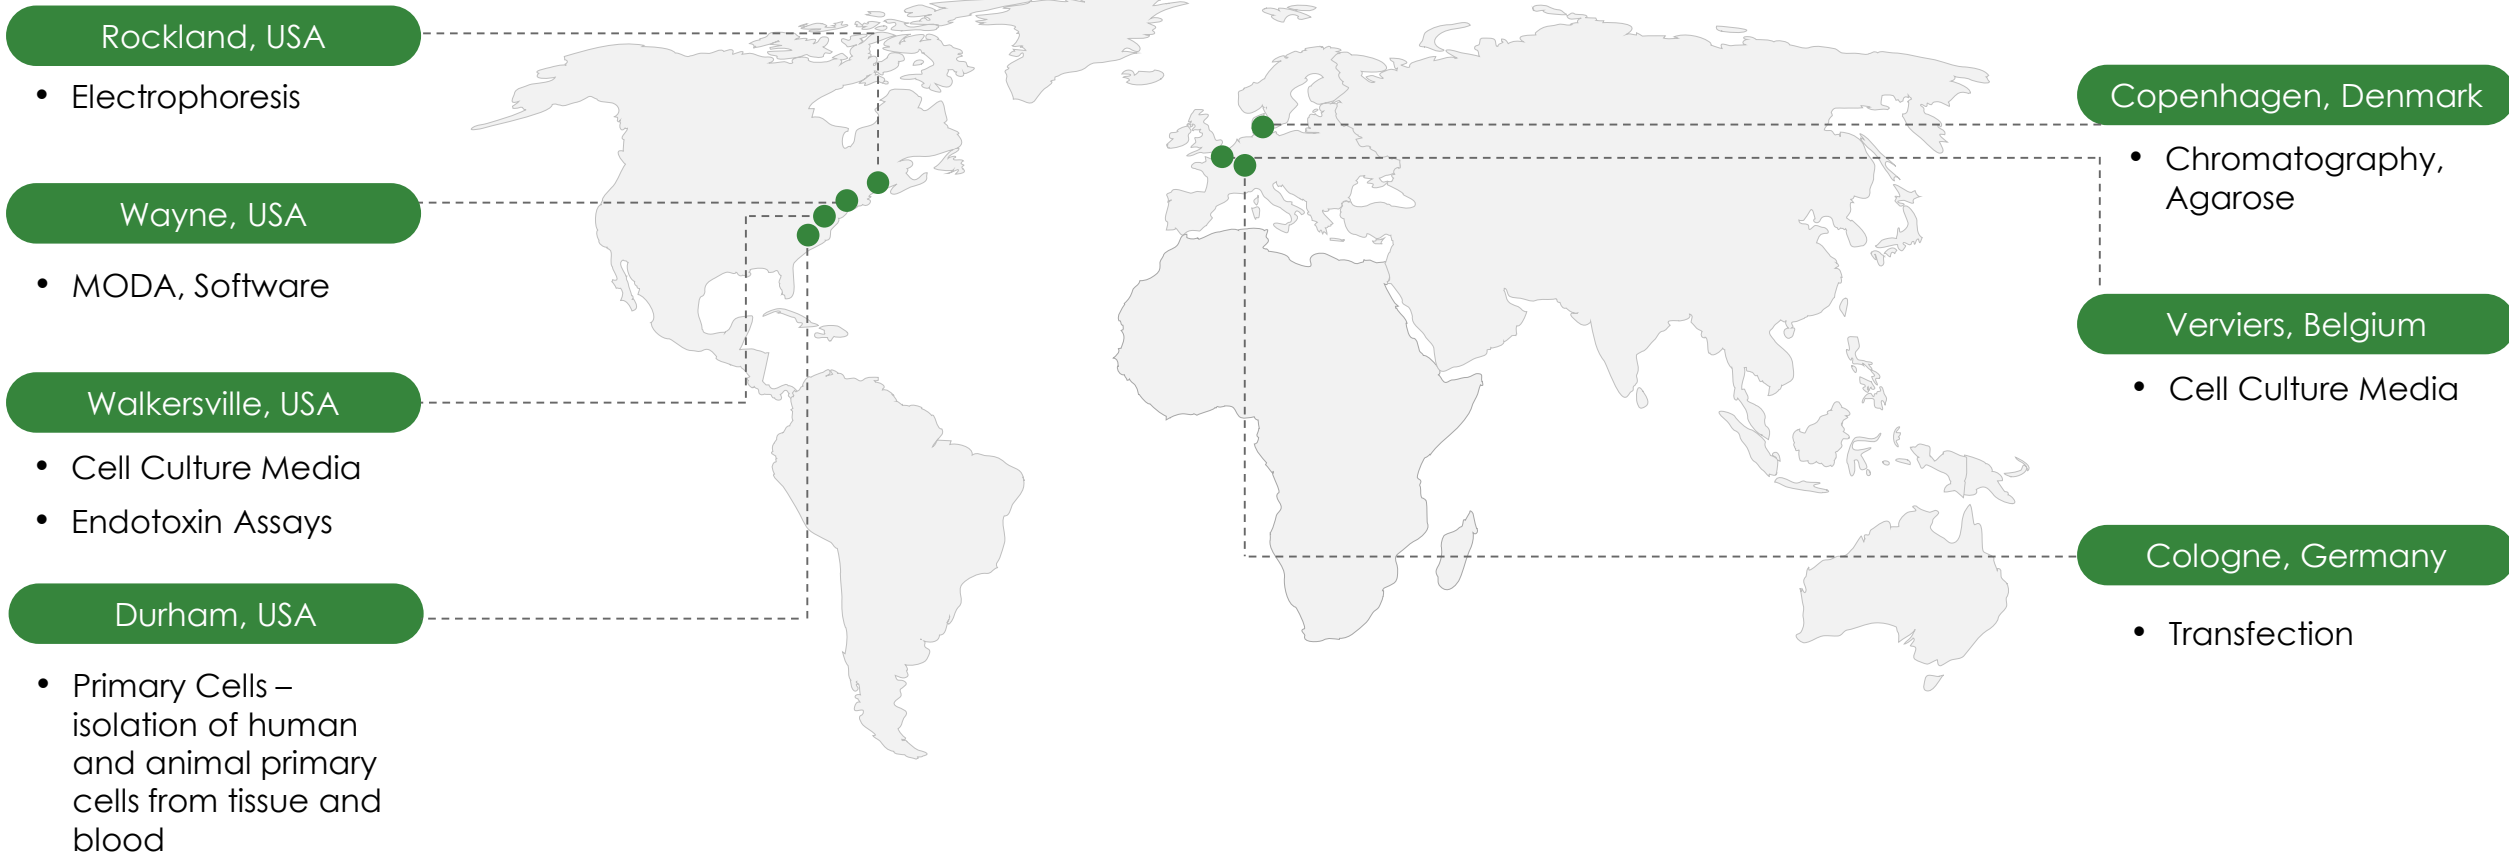 Rockland, USA
• Electrophoresis
Wayne, USA
• MODA, Software
Walkersville, USA
• Cell Culture Media
• Endotoxin Assays
Durham, USA
• Primary Cells –
isolation of human
and animal primary
cells from tissue and
blood
Copenhagen, Denmark
• Chromatography,
Agarose
Verviers, Belgium
• Cell Culture Media
Cologne, Germany
• Transfection